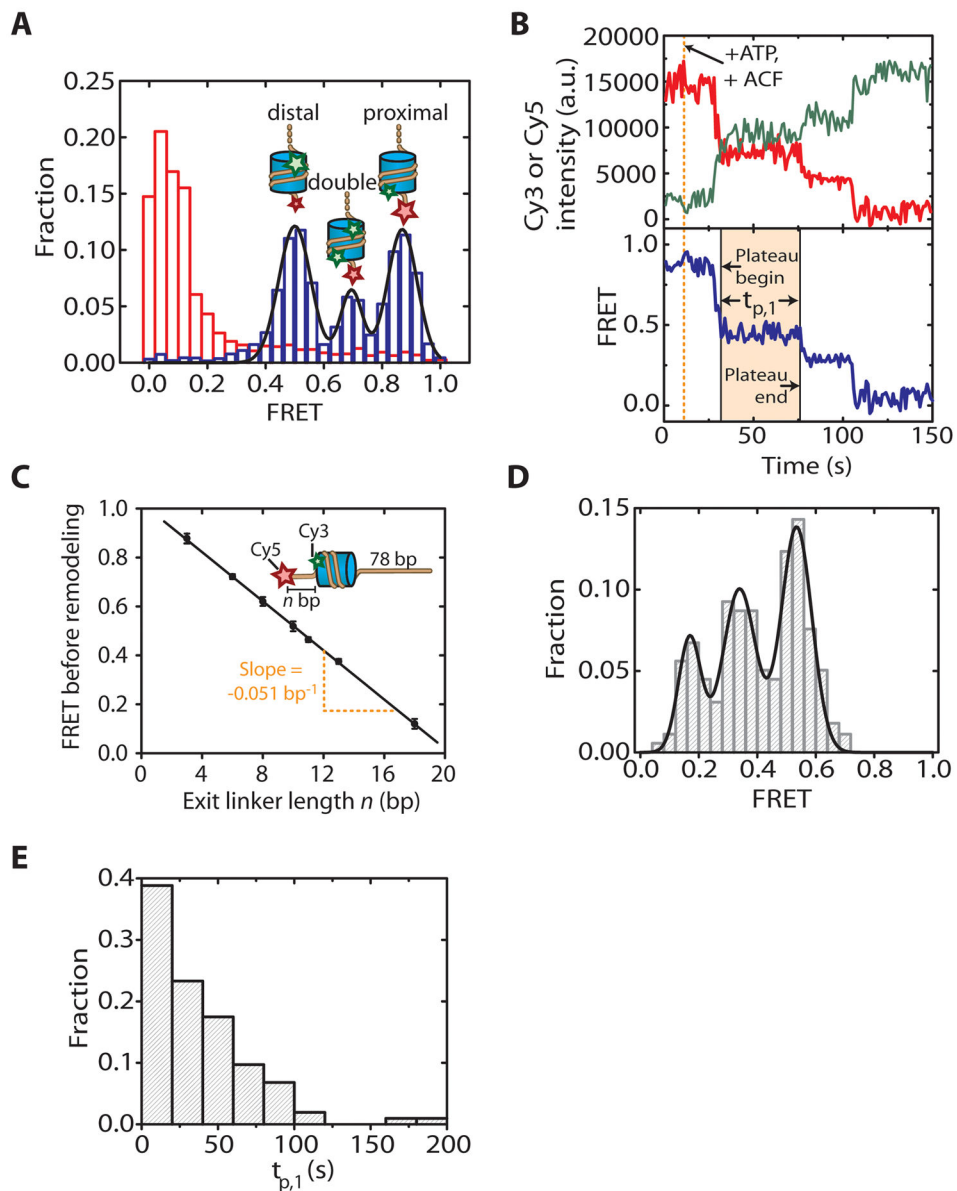 A
Fraction
0.25
0.20
0.15
0.10
0.05
0.00
distal
proximal
double
0.0 0.2 0.4 0.6 0.8 1.0
FRET
B
Cy3 or Cy5
intensity (a.u.)
20000
15000
10000
5000
0
+ATP,
+ ACF
FRET
1.0
0.5
0.0
Plateau
begin
tp,1
Plateau
end
0 50 100 150
Time (s)
C
FRET before remodeling
1.0
0.8
0.6
0.4
0.2
0.0
Cy3
Cy5
78 bp
n bp
Slope =
-0.051 bp-1
0 4 8 12 16 20
Exit linker length n (bp)
D
Fraction
0.15
0.10
0.05
0.00
0.0 0.2 0.4 0.6 0.8 1.0
FRET
E
Fraction
0.4
0.3
0.2
0.1
0.0
0 50 100 150 200
tp,1 (s)